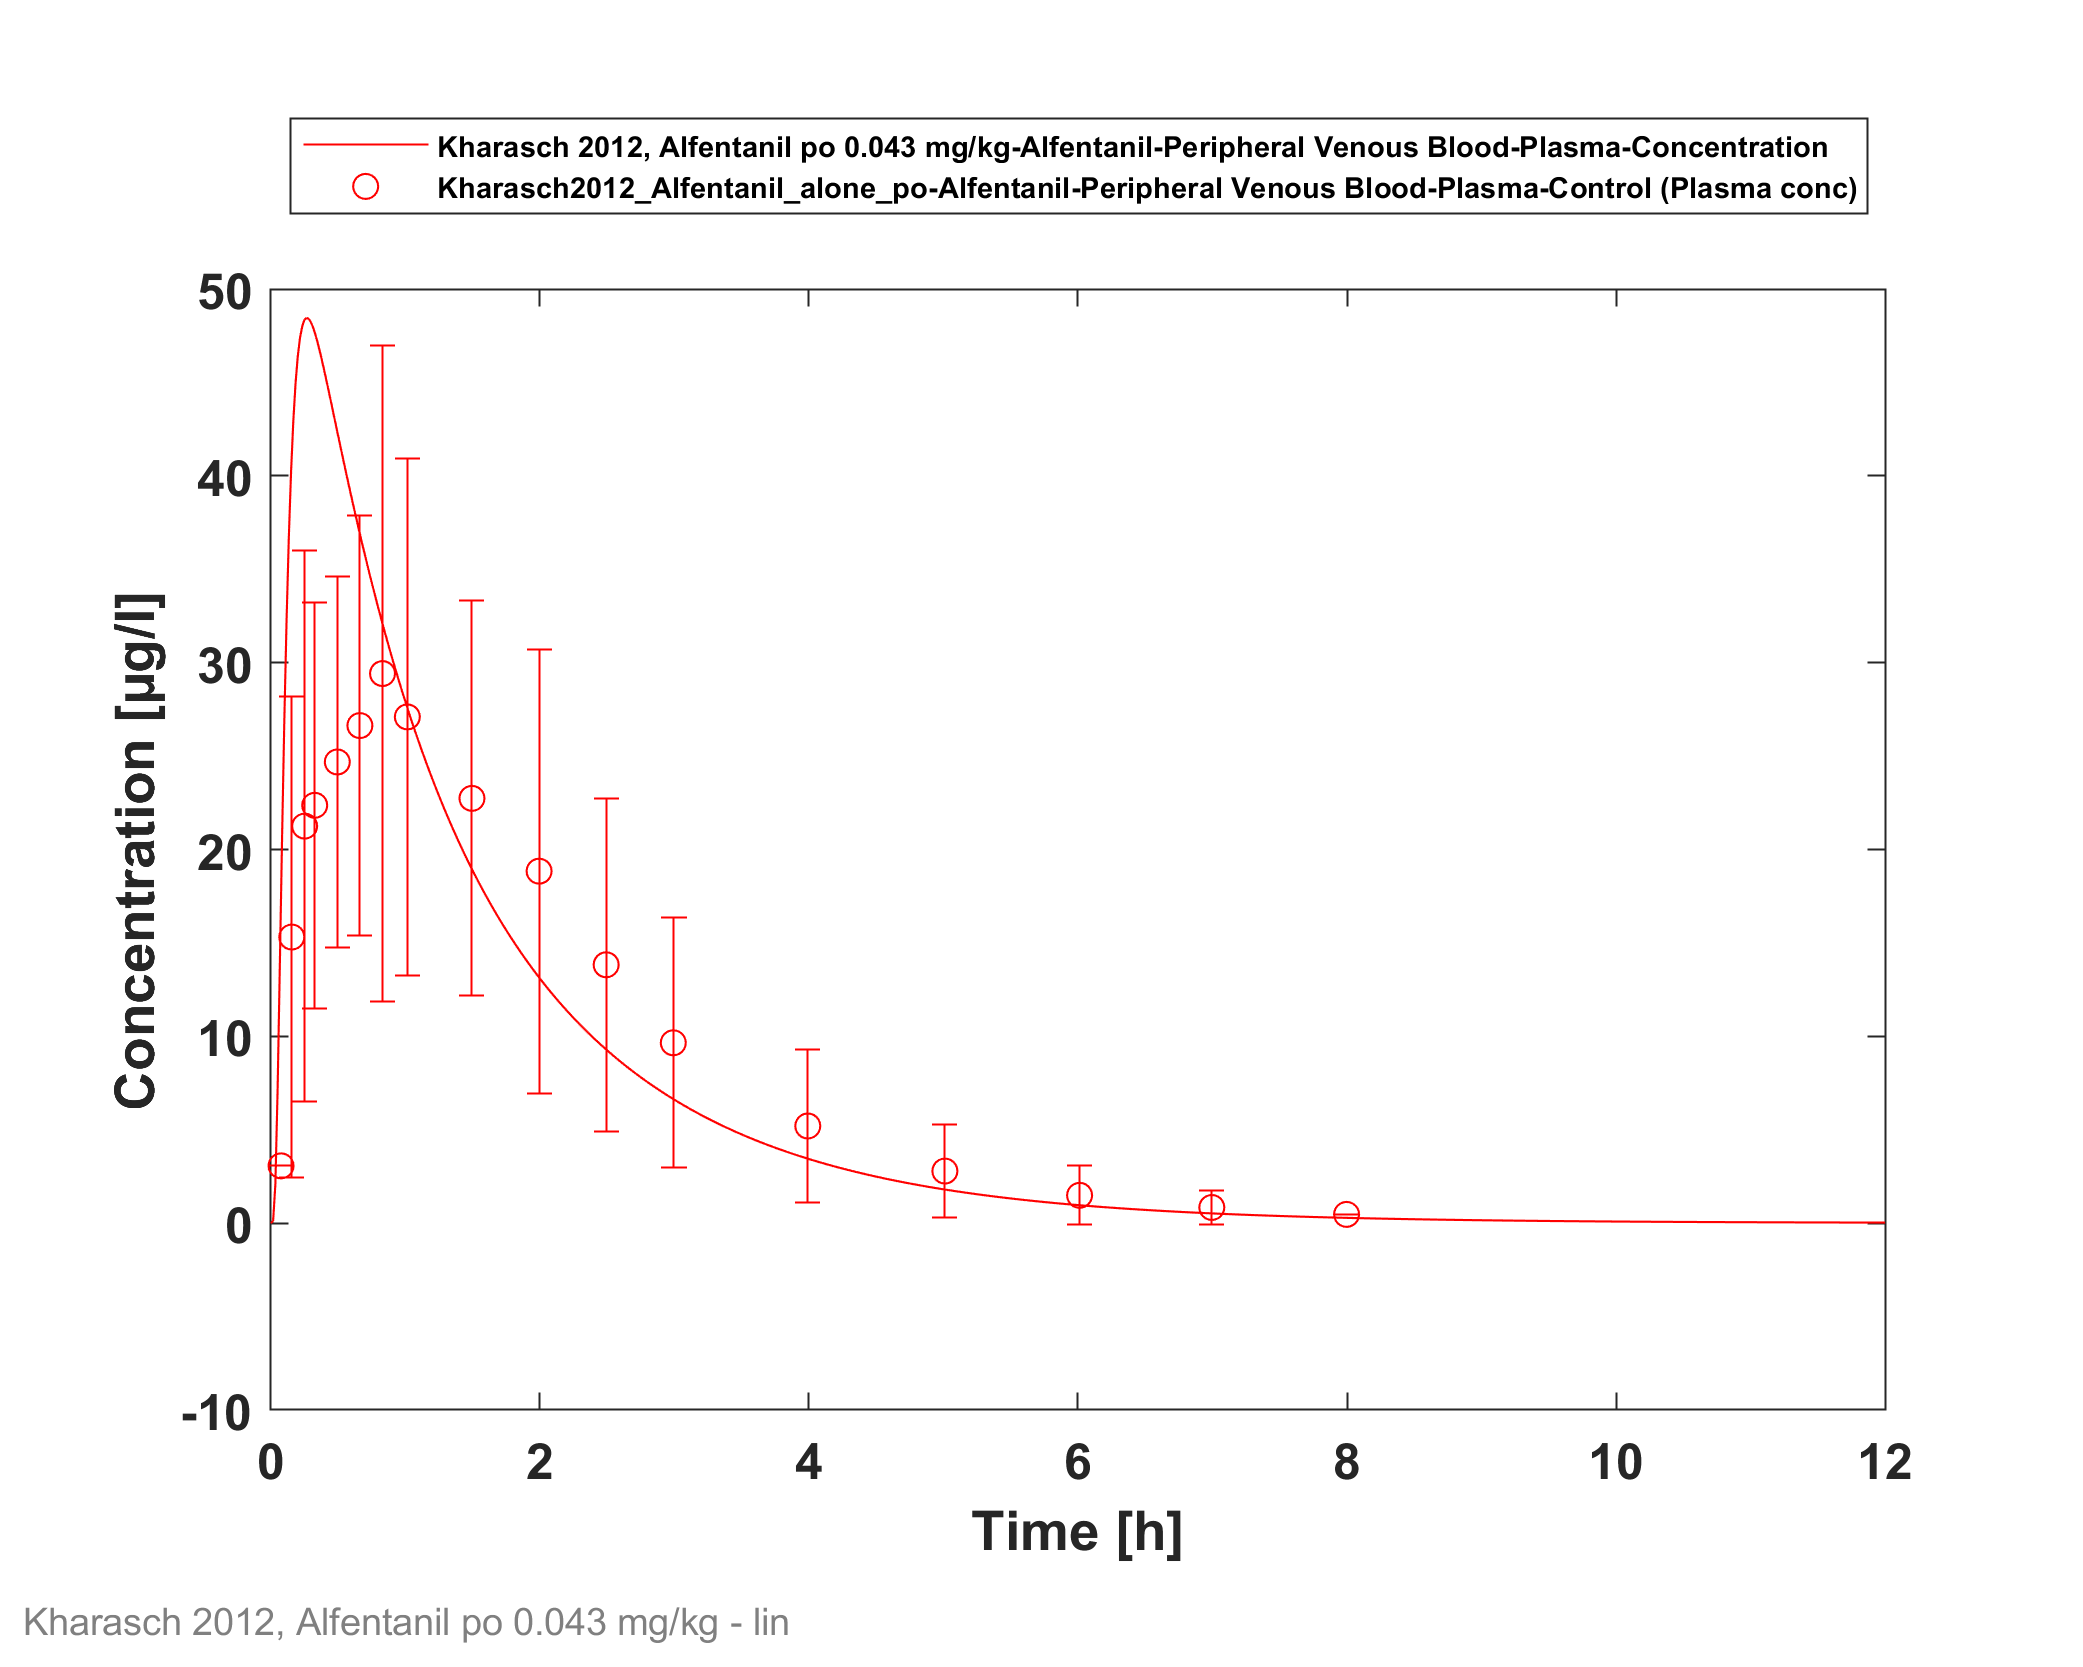 Kharasch 2012, Alfentanil po 0.043 mg/kg-Alfentanil-Peripheral Venous Blood-Plasma-Concentration
Kharasch2012_Alfentanil_alone_po-Alfentanil-Peripheral Venous Blood-Plasma-Control (Plasma conc)
Concentration [µg/l]
50
40
30
20
10
0
-10
0 2 4 6 8 10 12
Time [h]
Kharasch 2012, Alfentanil po 0.043 mg/kg - lin